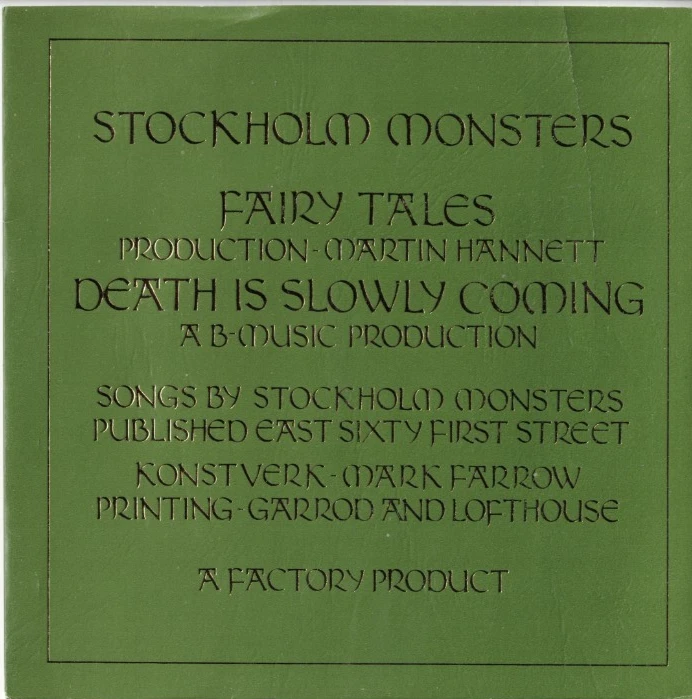 STOCKHOLM MONSTERS
FAIRY TALES
PRODUCTION-MARTIN HANNETT
DEATH IS SLOWLY COMING
A B-MUSIC PRODUCTION
SONGS BY STOCKHOLM MONSTERS
PUBLISHED EAST SIXTY FIRST STREET
KONSTVERK-MARK FARROW
PRINTING-GARROD AND LOFTHOUSE
A FACTORY PRODUCT